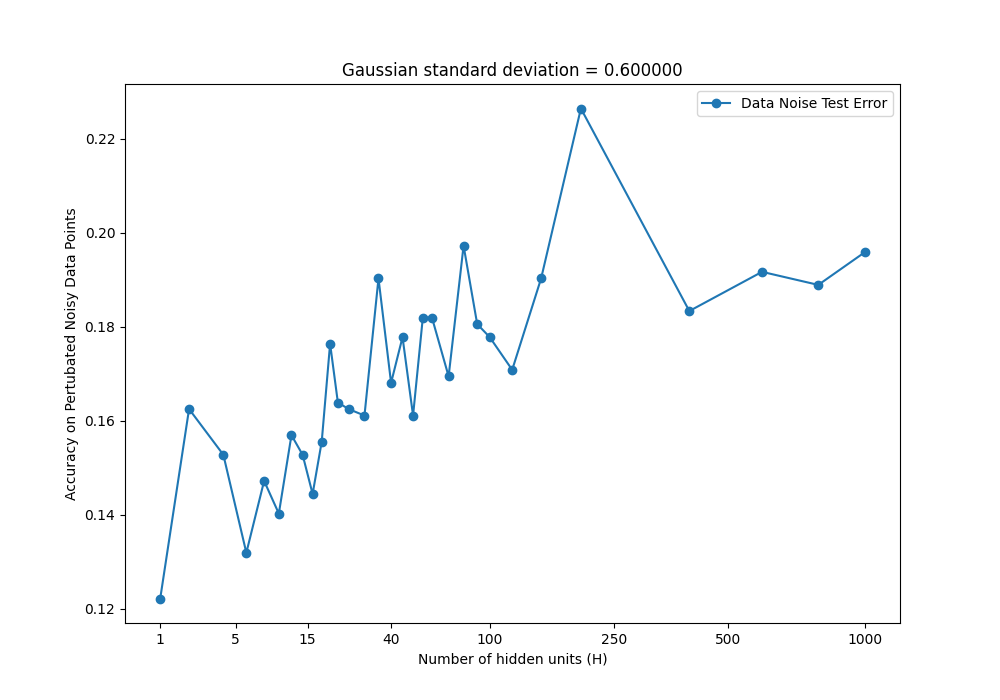 Gaussian standard deviation = 0.600000
Data Noise Test Error
Accuracy on Pertubated Noisy Data Points
0.22
0.20
0.18
0.16
0.14
0.12
1 5 15 40 100 250 500 1000
Number of hidden units (H)